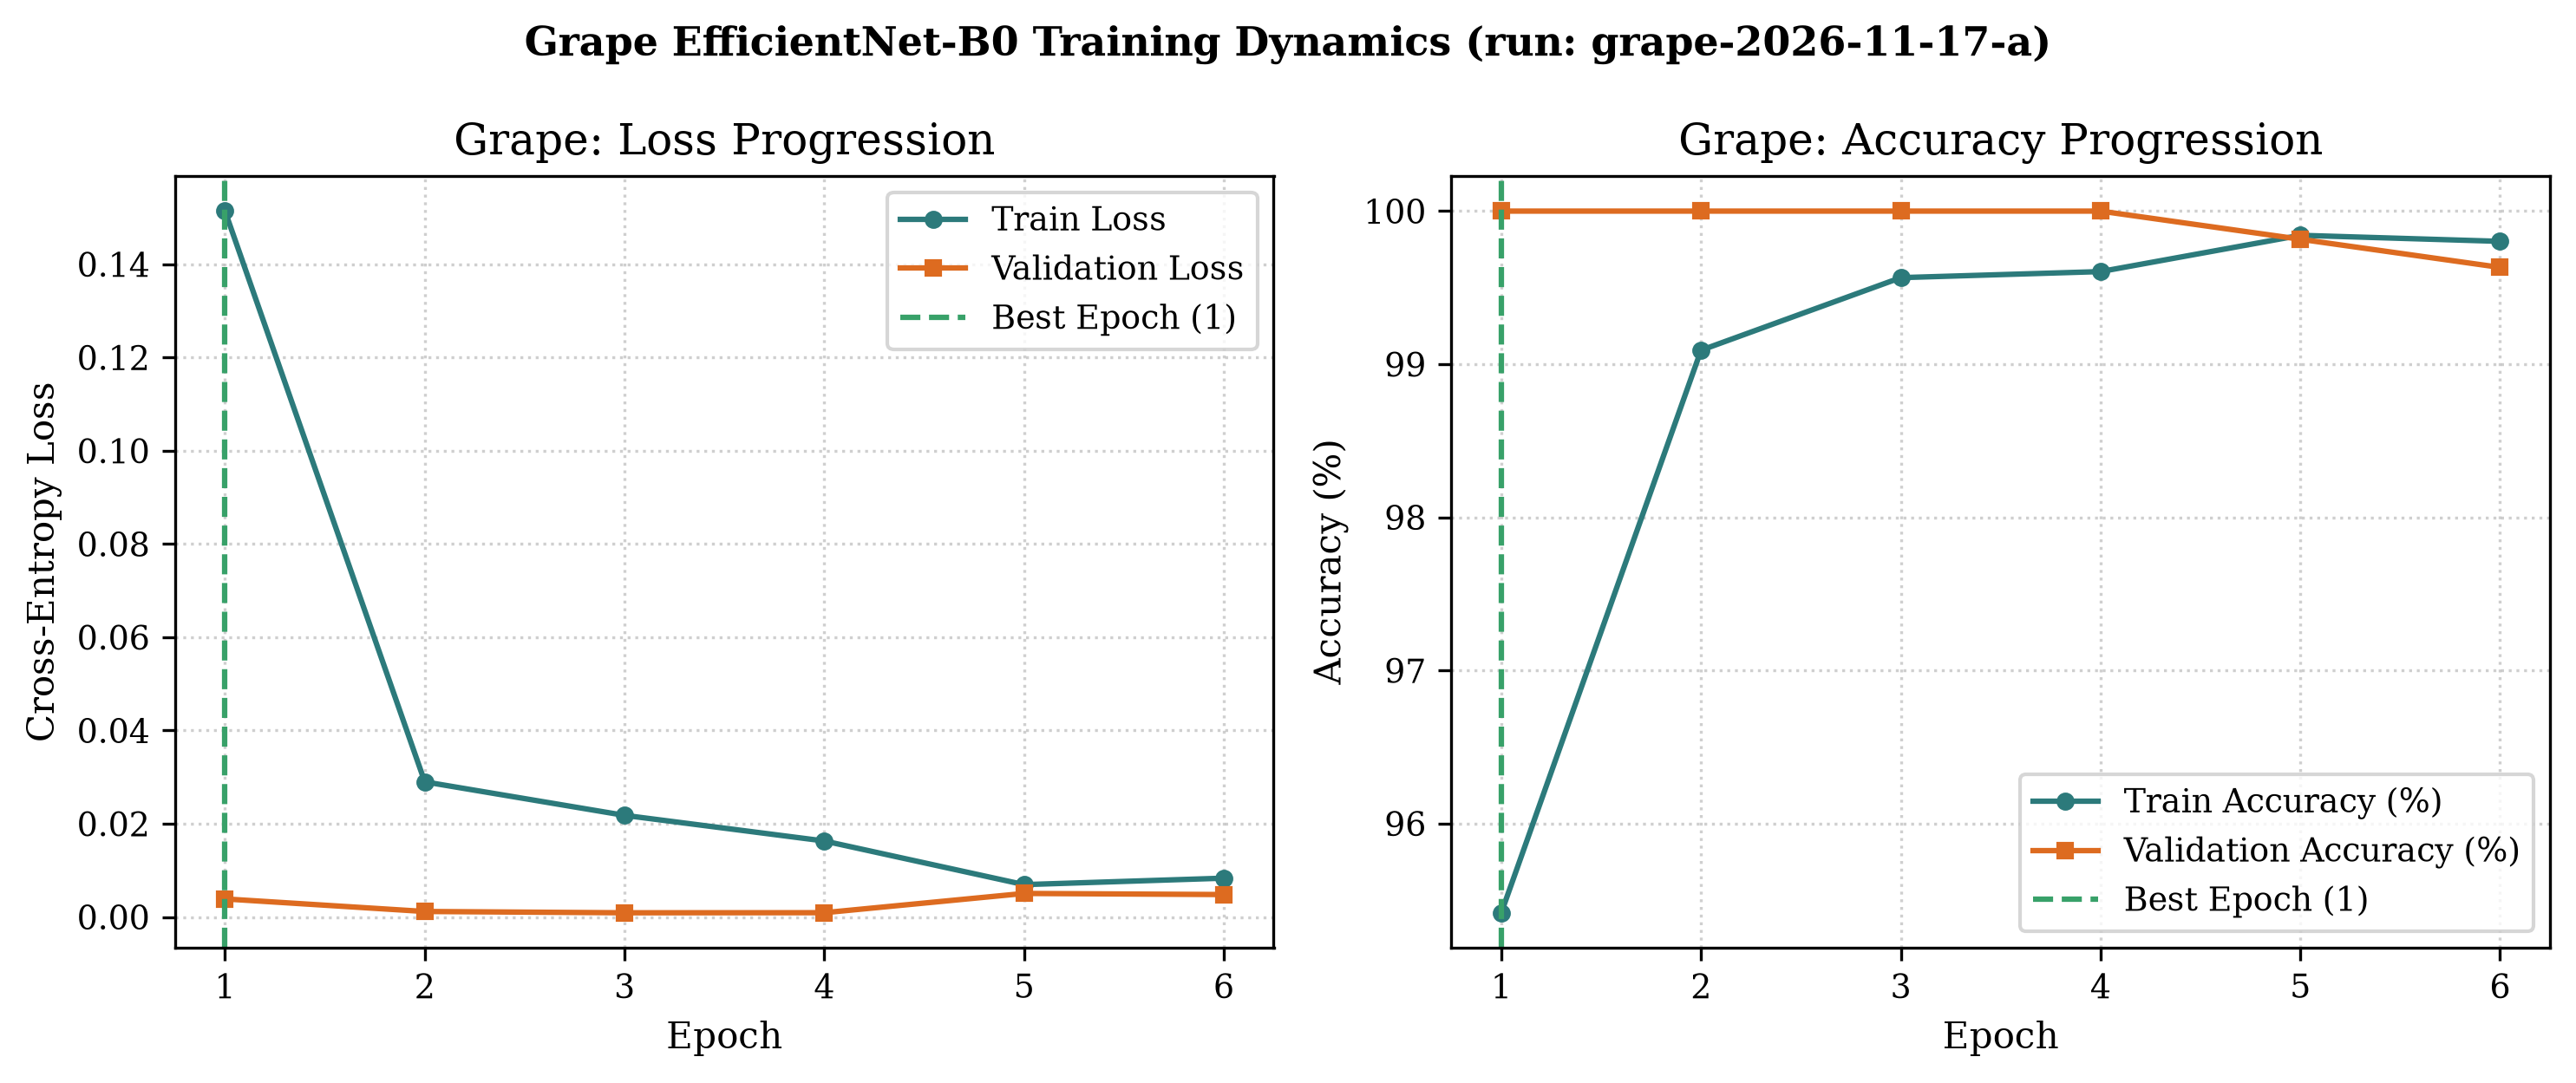 Grape EfficientNet-B0 Training Dynamics (run: grape-2026-11-17-a)
Grape: Loss Progression
Cross-Entropy Loss
0.14
0.12
0.10
0.08
0.06
0.04
0.02
0.00
Train Loss
Validation Loss
Best Epoch (1)
1 2 3 4 5 6
Epoch
Grape: Accuracy Progression
Accuracy (%)
100
99
98
97
96
Train Accuracy (%)
Validation Accuracy (%)
Best Epoch (1)
1 2 3 4 5 6
Epoch